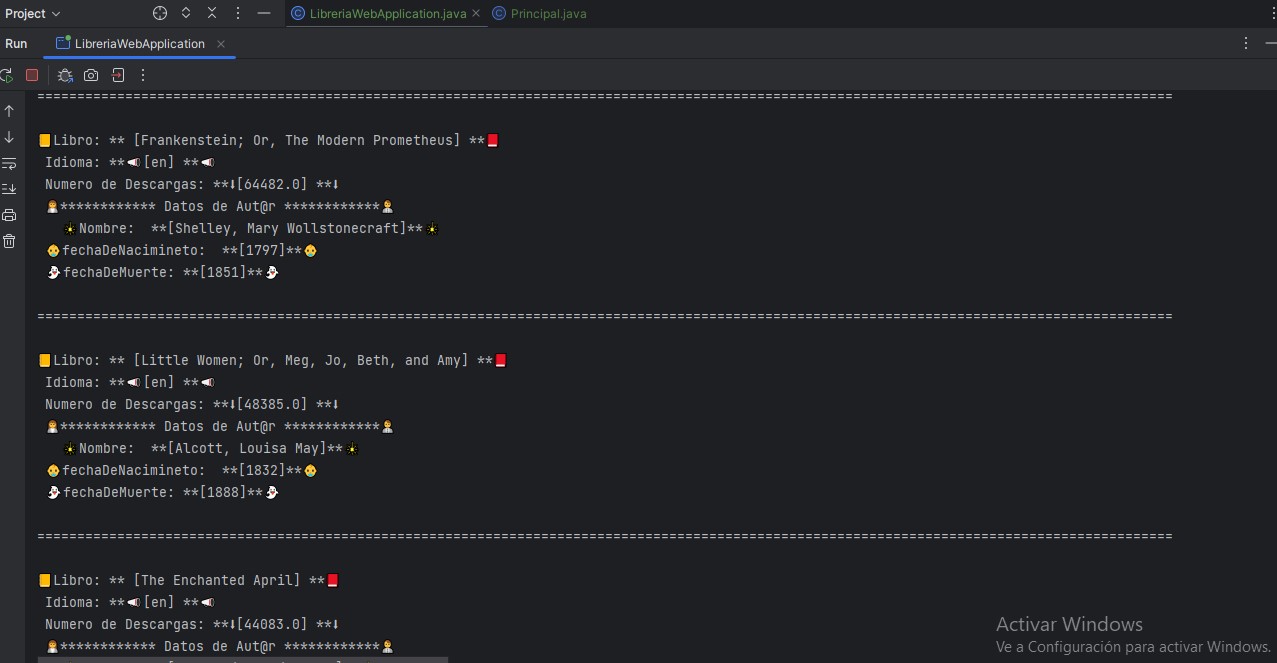 Project
LibreriaWebApplication.java
Principal.java
Run
LibreriaWebApplication
===============================================================================================================================================
📒Libro: ** [Frankenstein; Or, The Modern Prometheus] **📕
Idioma: **[en] **
Numero de Descargas: **⬇[64482.0] **⬇
************ Datos de Aut@r ************
Nombre:  **[Shelley, Mary Wollstonecraft]**
fechaDeNacimineto:  **[1797]**
👻fechaDeMuerte: **[1851]**👻
===============================================================================================================================================
📒Libro: ** [Little Women; Or, Meg, Jo, Beth, and Amy] **📕
Idioma: **[en] **
Numero de Descargas: **⬇[48385.0] **⬇
************ Datos de Aut@r ************
Nombre:  **[Alcott, Louisa May]**
fechaDeNacimineto:  **[1832]**
👻fechaDeMuerte: **[1888]**👻
===============================================================================================================================================
📒Libro: ** [The Enchanted April] **📕
Idioma: **[en] **
Numero de Descargas: **⬇[44083.0] **⬇
************ Datos de Aut@r ************
Activar Windows
Ve a Configuración para activar Windows.